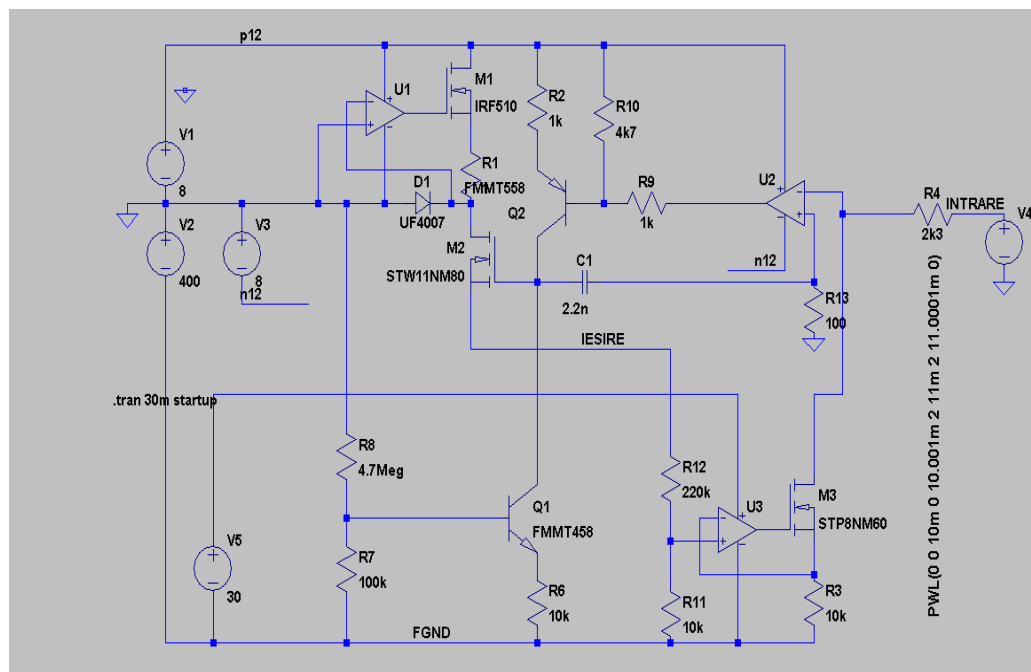 p12
U1
M1
IRF510
R2
1k
R10
4k7
V1
8
R1
FMMT558
D1
UF4007
Q2
R9
1k
U2
R4
2k3
INTRARE
V4
V2
400
V3
8
n12
M2
STW11NM80
C1
2.2n
n12
R13
100
IESIRE
.tran 30m startup
R8
4.7Meg
R12
220k
U3
M3
STP8NM60
Q1
FMMT458
V5
30
R7
100k
R6
10k
R11
10k
R3
10k
FGND
PWL(0 0 10m 0 10.001m 2 11m 2 11.0001m 0)